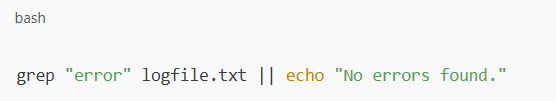 bash
grep "error" logfile.txt || echo "No errors found."